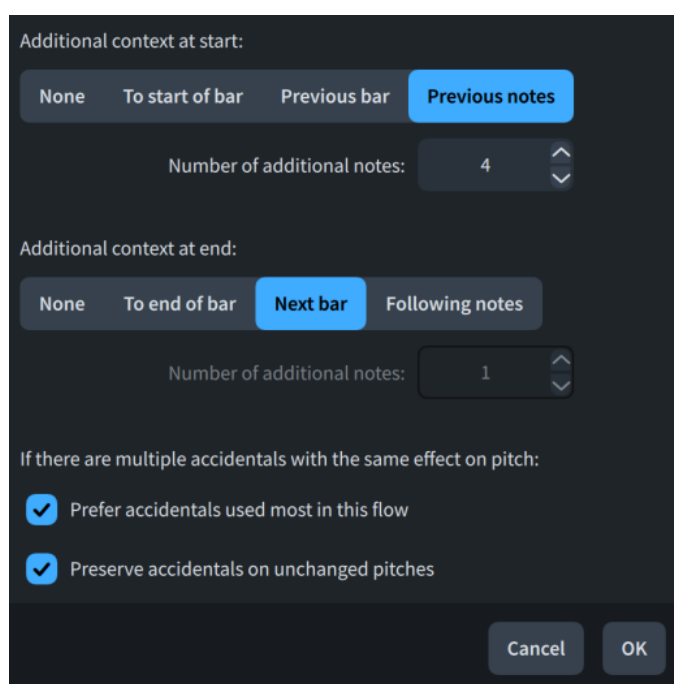 Additional context at start:
None To start of bar Previous bar Previous notes
Number of additional notes: 4
Additional context at end:
None To end of bar Next bar Following notes
Number of additional notes: 1
If there are multiple accidentals with the same effect on pitch:
Prefer accidentals used most in this flow
Preserve accidentals on unchanged pitches
Cancel OK